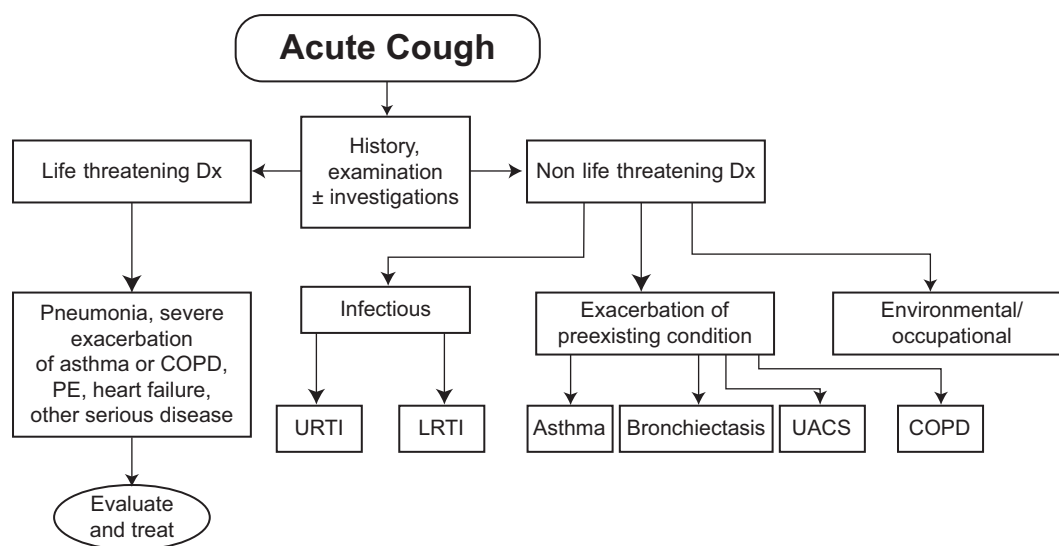 Acute Cough
History,
examination
± investigations
Life threatening Dx
Non life threatening Dx
Pneumonia, severe
exacerbation
of asthma or COPD,
PE, heart failure,
other serious disease
Infectious
Exacerbation of
preexisting condition
Environmental/
occupational
URTI
LRTI
Asthma
Bronchiectasis
UACS
COPD
Evaluate
and treat